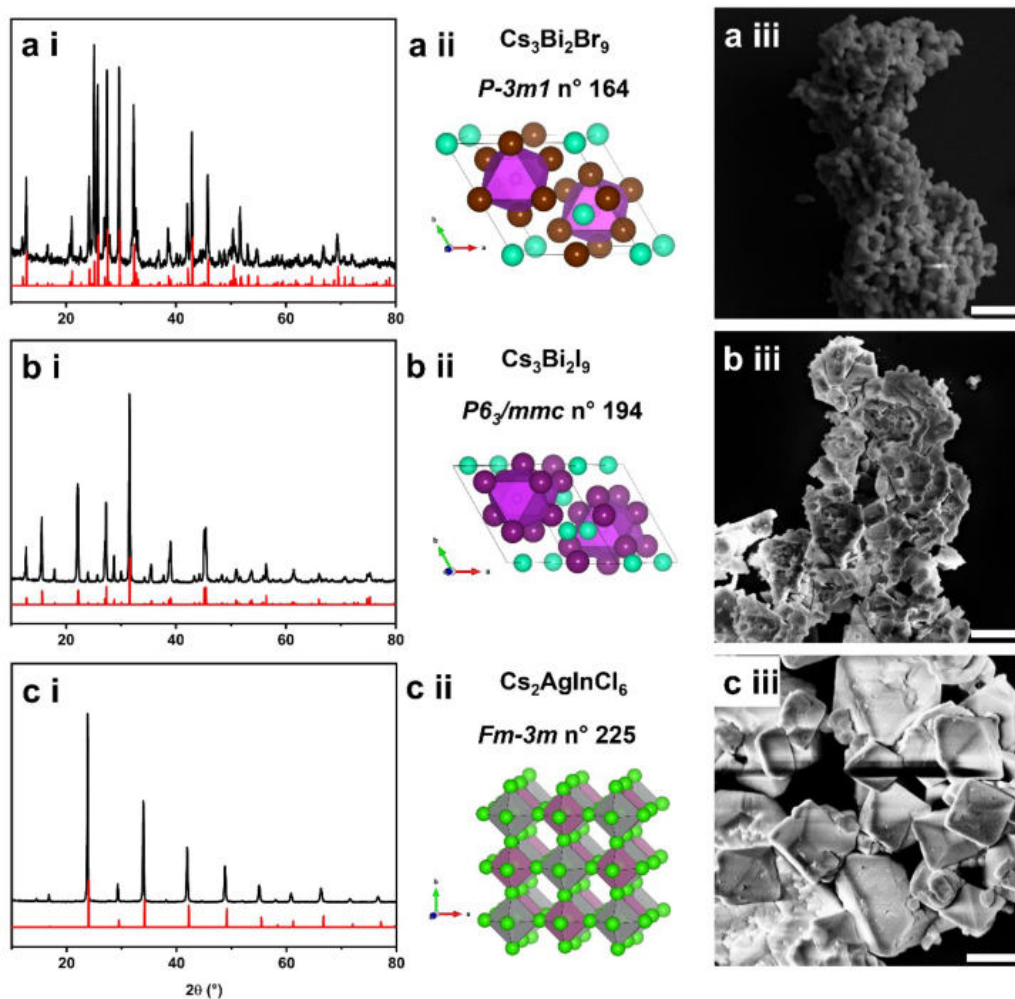 a i
a ii
Cs₃Bi₂Br₉
P-3m1 n° 164
b
a
a iii
20
40
60
80
b i
b ii
Cs₃Bi₂I₉
P6₃/mmc n° 194
b
a
b iii
20
40
60
80
c i
c ii
Cs₂AgInCl₆
Fm-3m n° 225
b
a
c iii
20
40
60
80
2θ (°)